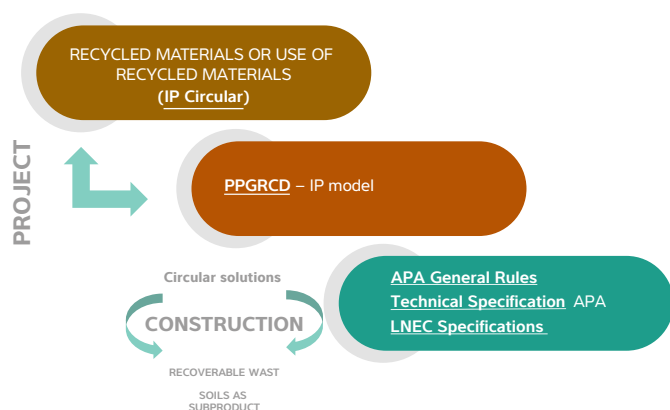 RECYCLED MATERIALS OR USE OF
RECYCLED MATERIALS
(IP Circular)
PROJECT
PPGRCD – IP model
APA General Rules
Technical Specification APA
LNEC Specifications
Circular solutions
CONSTRUCTION
RECOVERABLE WAST
SOILS AS
SUBPRODUCT